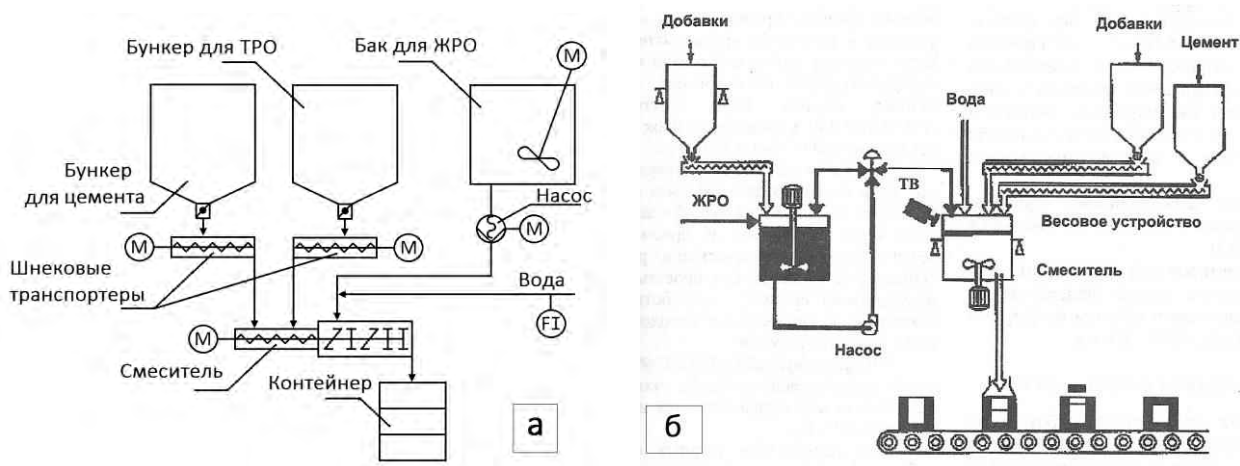 Бункер для ТРО
Бак для ЖРО
М
Бункер
для цемента
Насос
М
М
М
Шнековые
транспортеры
Вода
FI
М
Смеситель
Контейнер
а
Добавки
Добавки
Цемент
Вода
ТВ
ЖРО
Весовое устройство
Смеситель
Насос
б